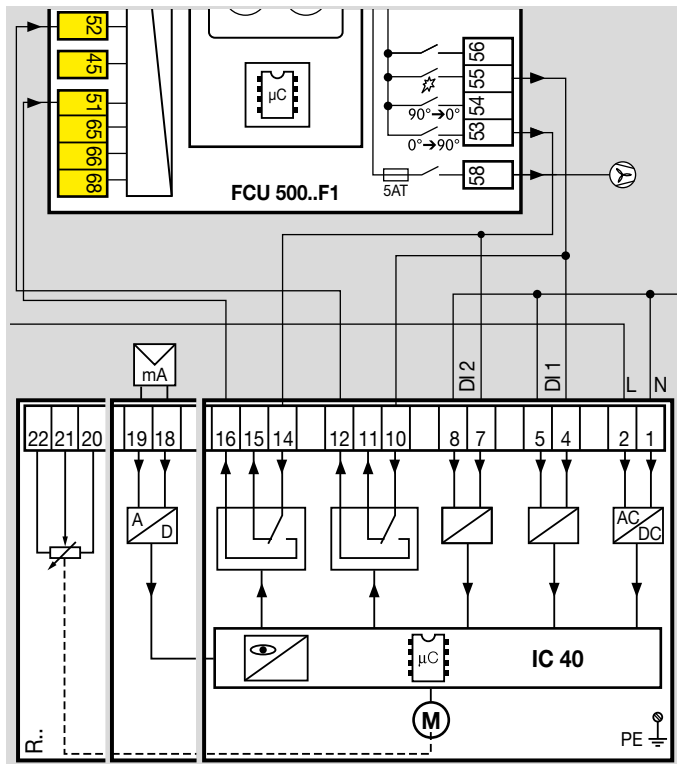 52
45
51
65
66
68
µC
FCU 500..F1
56
55
54
53
58
90°→0°
0°→90°
5AT
mA
DI 2
DI 1
L N
22 21 20 19 18 16 15 14 12 11 10 8 7 5 4 2 1
A
D
AC
DC
µC
IC 40
M
R..
PE